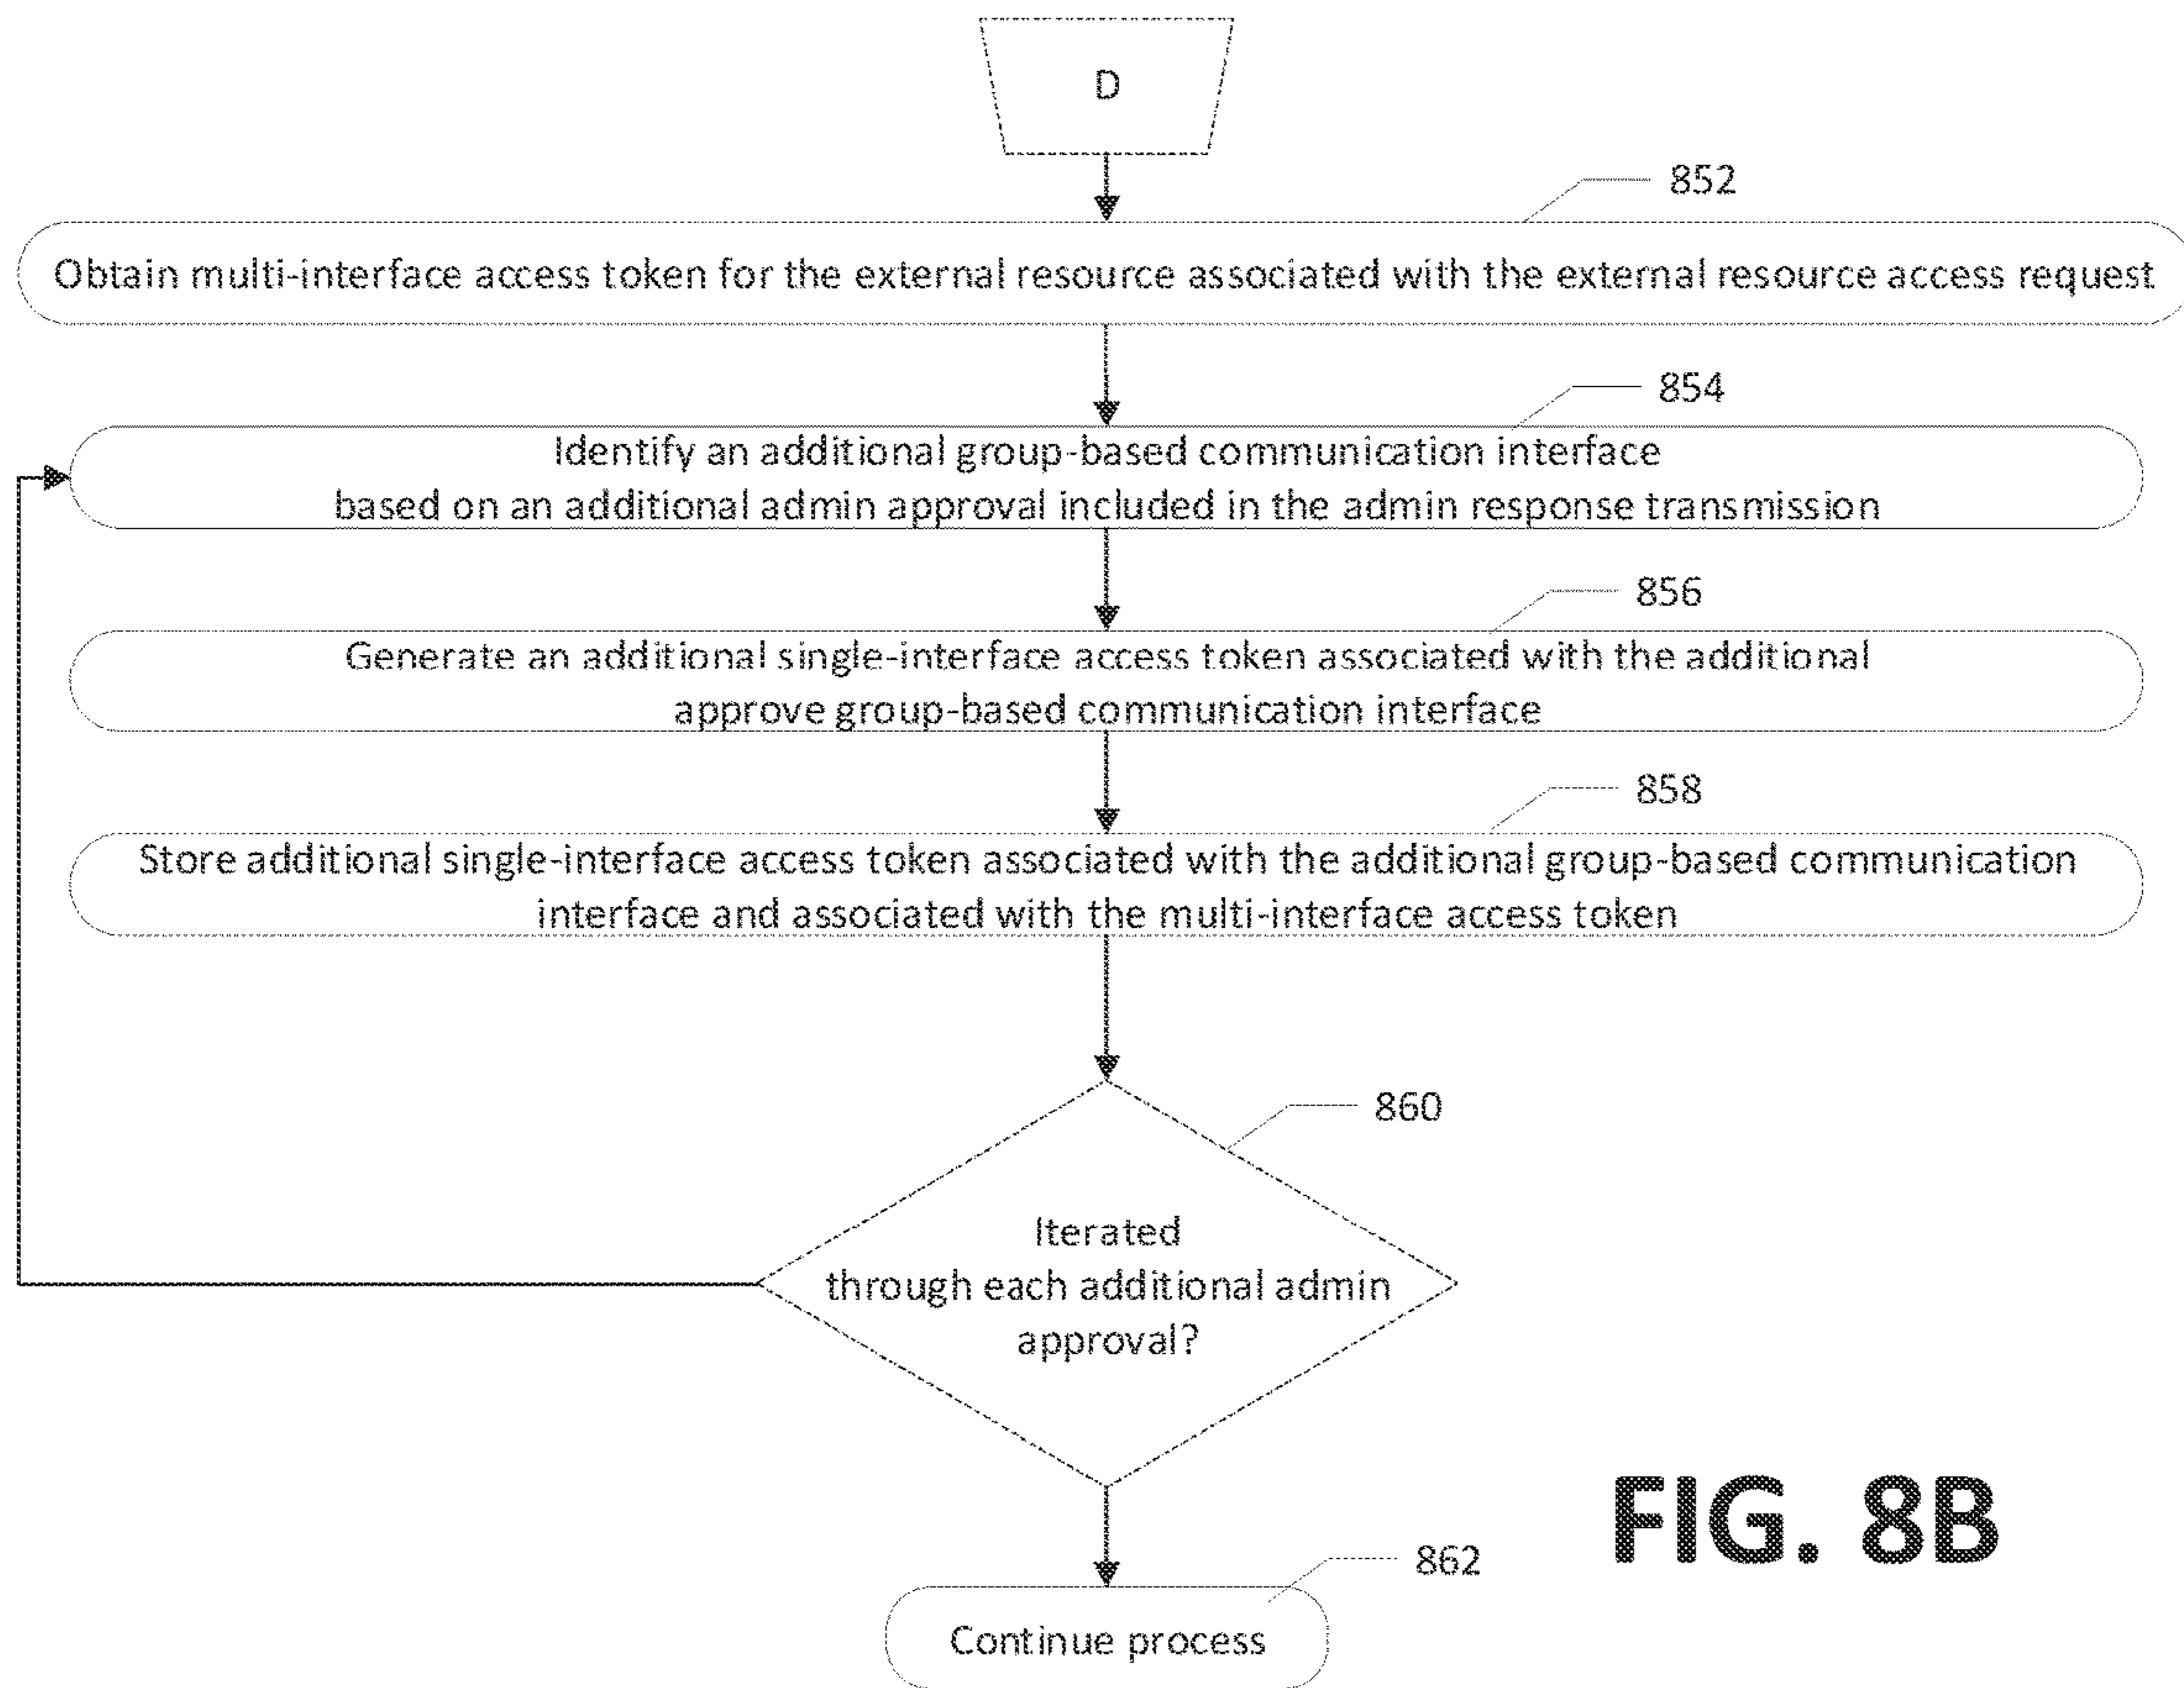 D
852
Obtain multi-interface access token for the external resource associated with the external resource access request
854
Identify an additional group-based communication interface
based on an additional admin approval included in the admin response transmission
856
Generate an additional single-interface access token associated with the additional
approve group-based communication interface
858
Store additional single-interface access token associated with the additional group-based communication
interface and associated with the multi-interface access token
860
Iterated
through each additional admin
approval?
862
Continue process
FIG. 8B